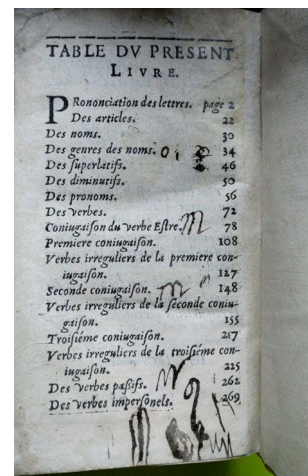 TABLE DV PRESENT
LIVRE.
PRononciation des lettres. page 2
Des articles. 22
Des noms. 30
Des genres des noms. 34
Des superlatifs. 46
Des diminutifs. 50
Des pronoms. 56
Des verbes. 72
Coniugaison du verbe Estre. 78
Premiere coniugaison. 108
Verbes irreguliers de la premiere con-
iugaison. 127
Seconde coniugaison. 148
Verbes irreguliers de la seconde coniu-
gaison. 155
Troisiéme coniugaison. 217
Verbes irreguliers de la troisiéme con-
iugaison. 225
Des verbes passifs. 262
Des verbes impersonels. 269